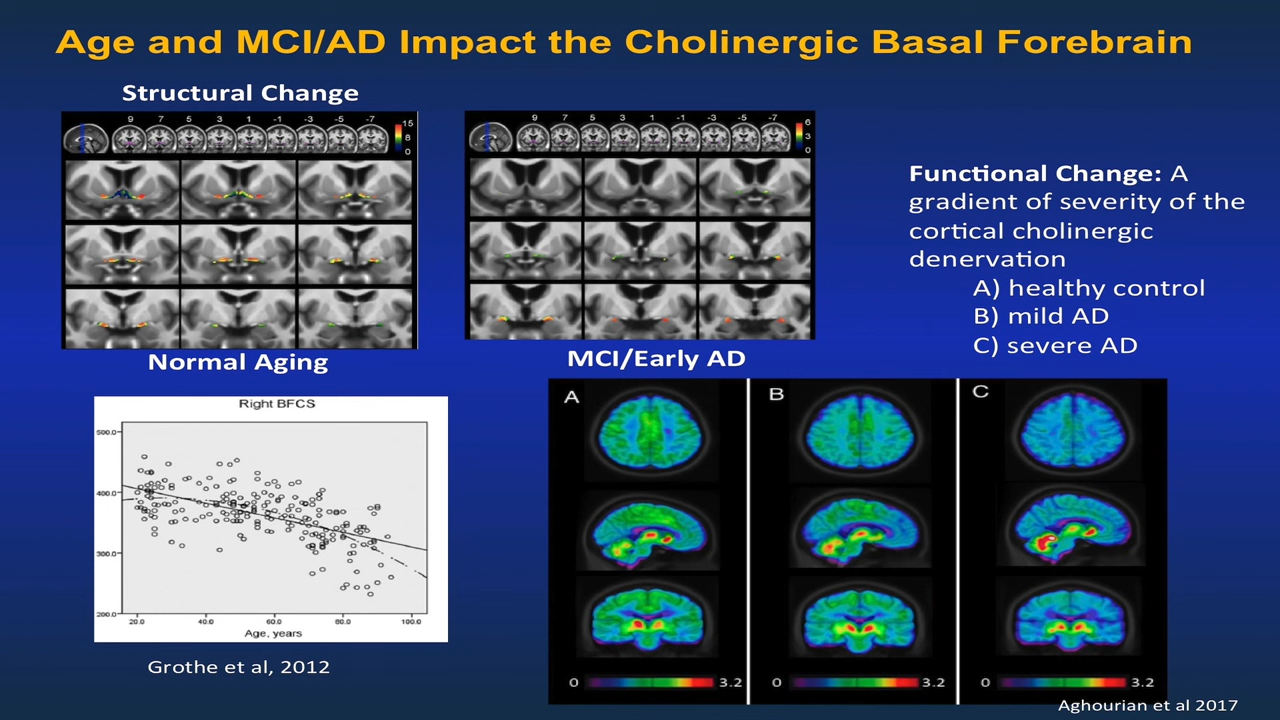 Age and MCI/AD Impact the Cholinergic Basal Forebrain
Structural Change
9 7 5 3 1 -1 -3 -5 -7
15
8
0
9 7 5 3 1 -1 -3 -5 -7
6
3
0
Normal Aging
MCI/Early AD
Functional Change: A
gradient of severity of the
cortical cholinergic
denervation
A) healthy control
B) mild AD
C) severe AD
Right BFCS
500.0
400.0
300.0
200.0
20.0 40.0 60.0 80.0 100.0
Age, years
Grothe et al, 2012
A B C
0 3.2 0 3.2 0 3.2
Aghourian et al 2017